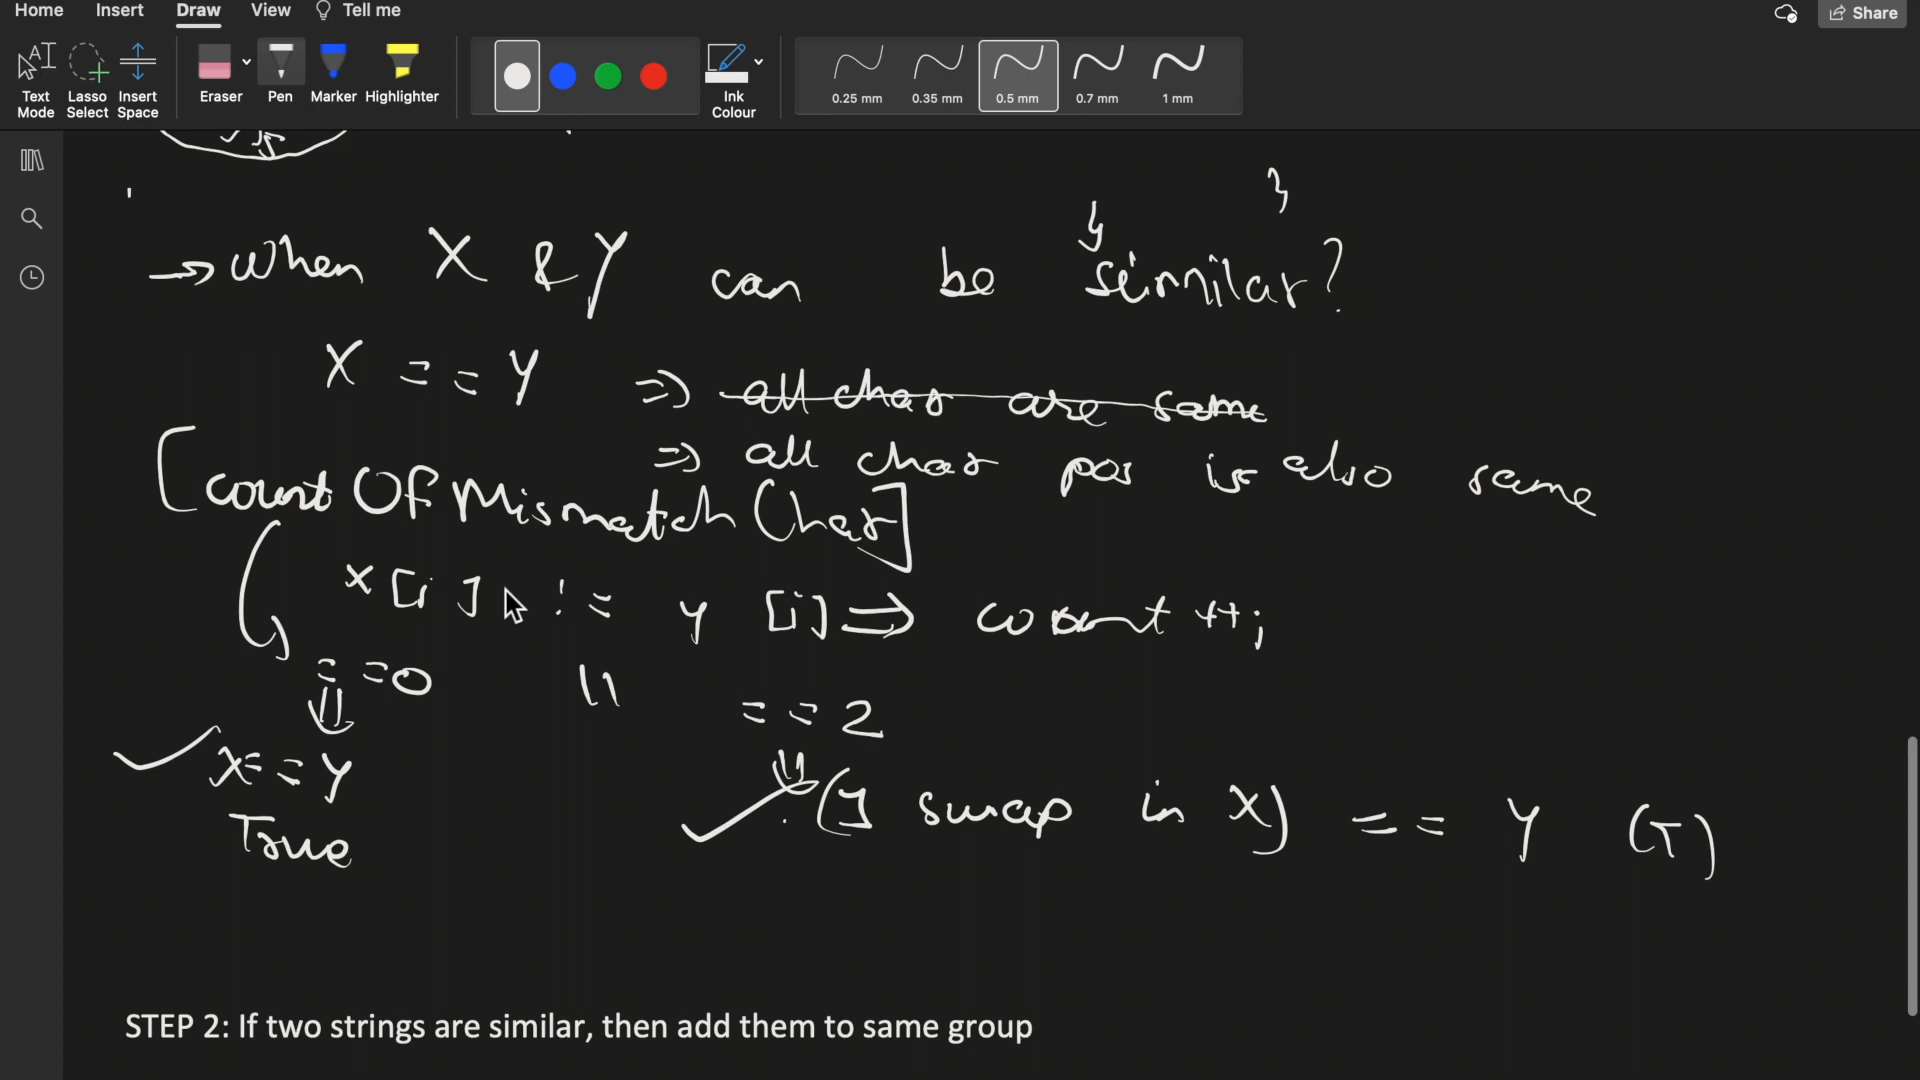 Home Insert Draw View Tell me Share
Text Mode Lasso Select Insert Space Eraser Pen Marker Highlighter Ink Colour 0.25 mm 0.35 mm 0.5 mm 0.7 mm 1 mm
→ When X & Y can be similar?
X == Y => all char are same
=> all char pos is also same
[count Of Mismatch Char]
x[i] != y[i] => count ++;
==0 || ==2
X==Y
True
(1 swap in X) == Y (T)
STEP 2: If two strings are similar, then add them to same group